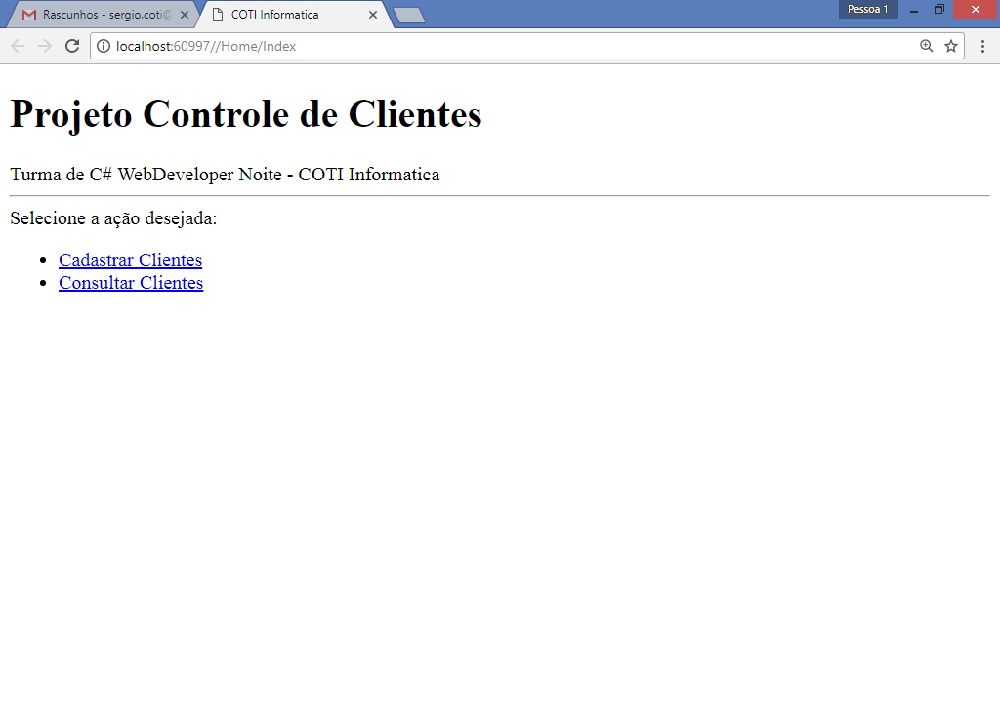 Rascunhos - sergio.coti@
COTI Informatica
Pessoa 1
localhost:60997//Home/Index
Projeto Controle de Clientes
Turma de C# WebDeveloper Noite - COTI Informatica
Selecione a ação desejada:
Cadastrar Clientes
Consultar Clientes